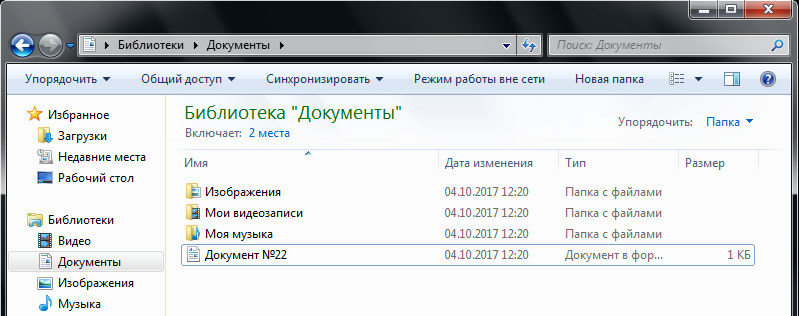 Библиотеки ▸ Документы ▸
Поиск: Документы
Упорядочить Общий доступ Синхронизировать Режим работы вне сети Новая папка
Избранное
Загрузки
Недавние места
Рабочий стол
Библиотеки
Видео
Документы
Изображения
Музыка
Библиотека "Документы"
Включает: 2 места
Упорядочить: Папка
Имя Дата изменения Тип Размер
Изображения 04.10.2017 12:20 Папка с файлами
Мои видеозаписи 04.10.2017 12:20 Папка с файлами
Моя музыка 04.10.2017 12:20 Папка с файлами
Документ №22 04.10.2017 12:20 Документ в фор... 1 КБ